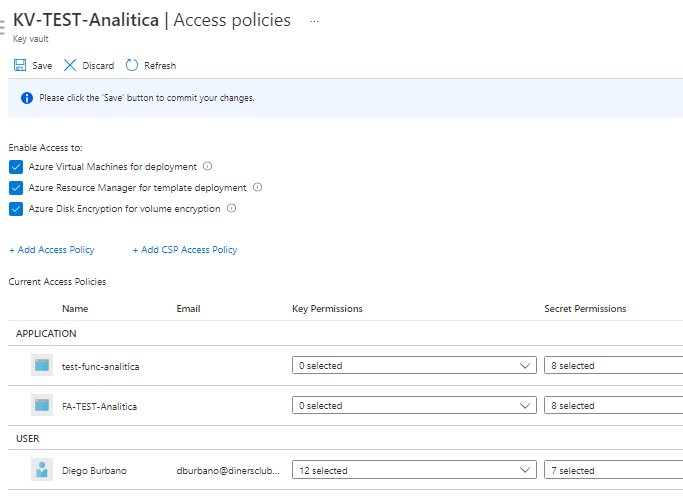 KV-TEST-Analitica | Access policies ...
Key vault
Save Discard Refresh
Please click the 'Save' button to commit your changes.
Enable Access to:
Azure Virtual Machines for deployment
Azure Resource Manager for template deployment
Azure Disk Encryption for volume encryption
+ Add Access Policy + Add CSP Access Policy
Current Access Policies
Name Email Key Permissions Secret Permissions
APPLICATION
test-func-analitica 0 selected 8 selected
FA-TEST-Analitica 0 selected 8 selected
USER
Diego Burbano dburbano@dinersclub... 12 selected 7 selected